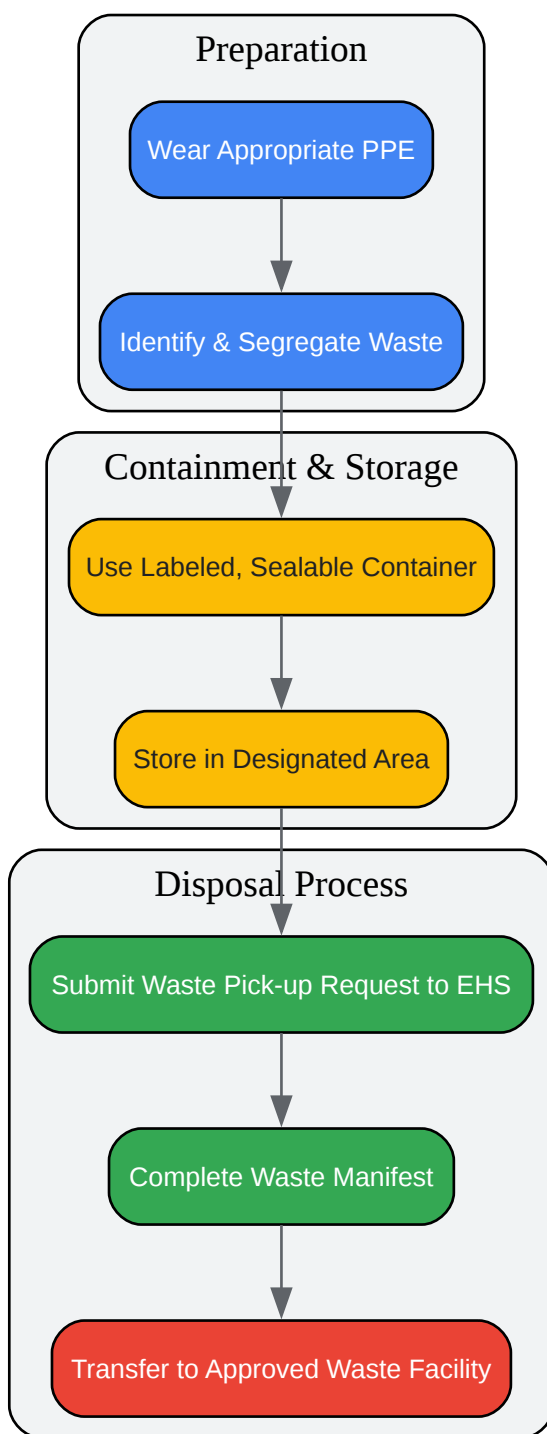 Preparation
Wear Appropriate PPE
Identify & Segregate Waste
Containment & Storage
Use Labeled, Sealable Container
Store in Designated Area
Disposal Process
Submit Waste Pick-up Request to EHS
Complete Waste Manifest
Transfer to Approved Waste Facility